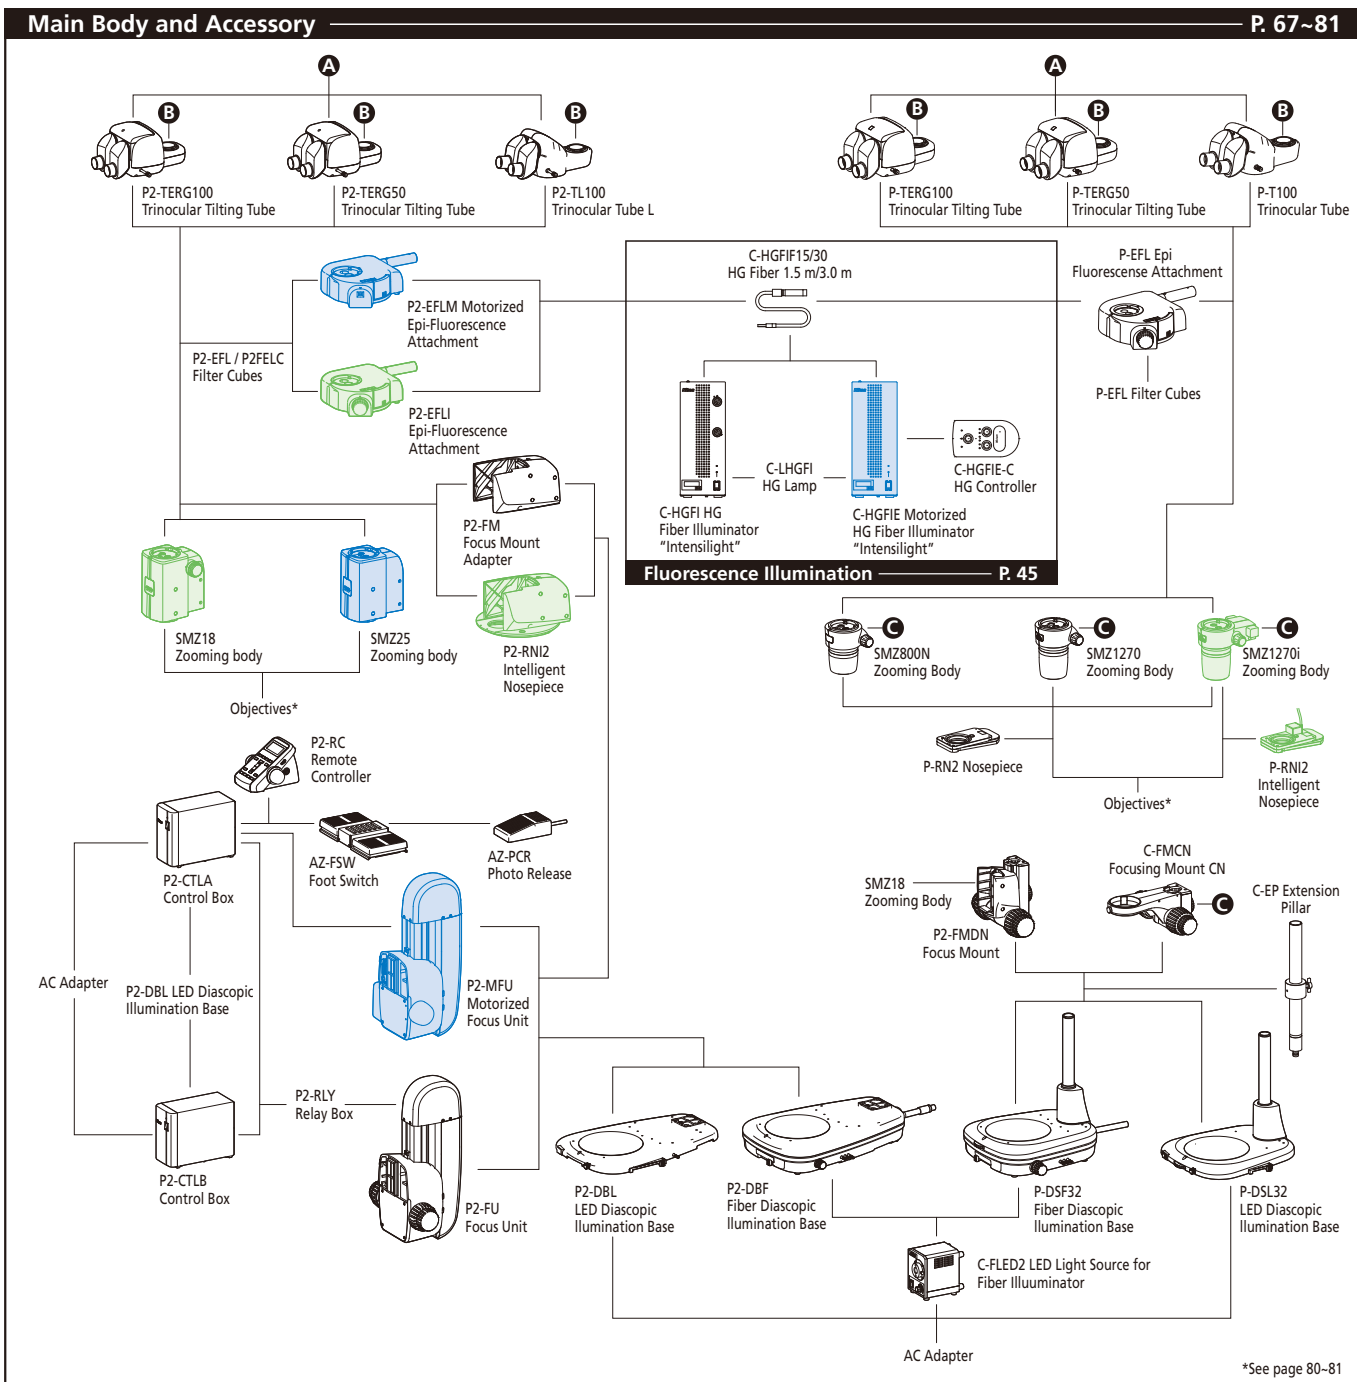 Main Body and Accessory P. 67~81
A
A
B
B
B
B
B
B
P2-TERG100
Trinocular Tilting Tube
P2-TERG50
Trinocular Tilting Tube
P2-TL100
Trinocular Tube L
P-TERG100
Trinocular Tilting Tube
P-TERG50
Trinocular Tilting Tube
P-T100
Trinocular Tube
P2-EFLM Motorized
Epi-Fluorescence
Attachment
P2-EFL / P2FELC
Filter Cubes
P2-EFLI
Epi-Fluorescence
Attachment
C-HGFIF15/30
HG Fiber 1.5 m/3.0 m
P-EFL Epi
Fluorescense Attachment
P-EFL Filter Cubes
C-LHGFI
HG Lamp
C-HGFIE-C
HG Controller
C-HGFI HG
Fiber Illuminator
“Intensilight”
C-HGFIE Motorized
HG Fiber Illuminator
“Intensilight”
Fluorescence Illumination P. 45
P2-FM
Focus Mount
Adapter
P2-RNI2
Intelligent
Nosepiece
SMZ18
Zooming body
SMZ25
Zooming body
Objectives*
C
SMZ800N
Zooming Body
C
SMZ1270
Zooming Body
C
SMZ1270i
Zooming Body
P-RN2 Nosepiece
P-RNI2
Intelligent
Nosepiece
Objectives*
P2-RC
Remote
Controller
AZ-FSW
Foot Switch
AZ-PCR
Photo Release
P2-CTLA
Control Box
AC Adapter
P2-DBL LED Diascopic
Illumination Base
P2-MFU
Motorized
Focus Unit
P2-RLY
Relay Box
P2-CTLB
Control Box
P2-FU
Focus Unit
SMZ18
Zooming Body
P2-FMDN
Focus Mount
C-FMCN
Focusing Mount CN
C
C-EP Extension
Pillar
P2-DBL
LED Diascopic
Ilumination Base
P2-DBF
Fiber Diascopic
Ilumination Base
P-DSF32
Fiber Diascopic
Ilumination Base
P-DSL32
LED Diascopic
Ilumination Base
C-FLED2 LED Light Source for
Fiber Illuuminator
AC Adapter
*See page 80~81